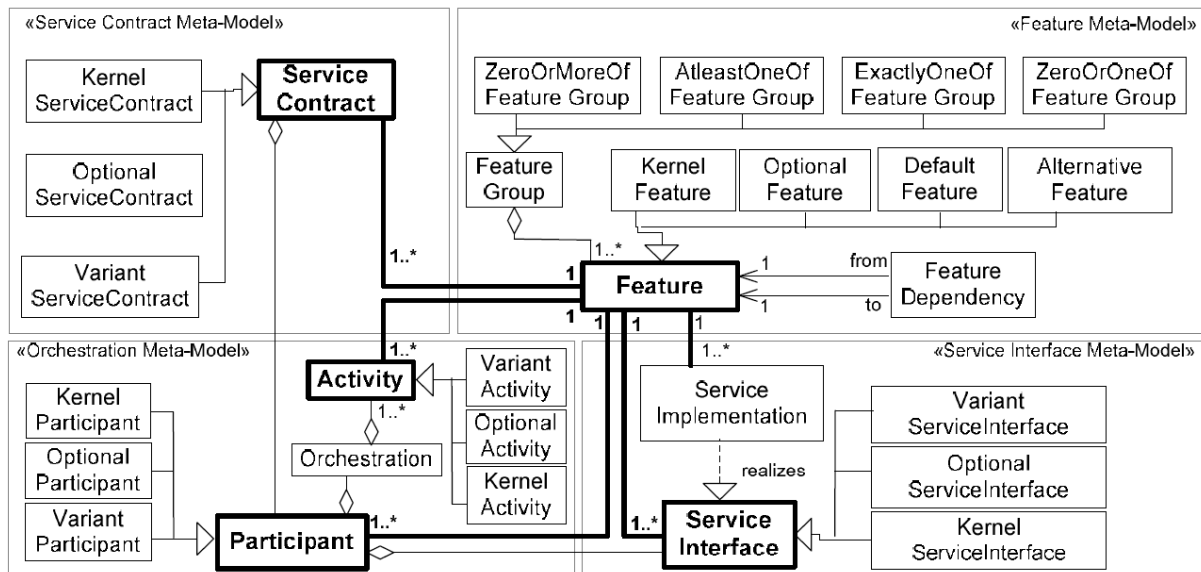 «Service Contract Meta-Model»
Kernel
ServiceContract
Service
Contract
Optional
ServiceContract
Variant
ServiceContract
1..*
«Feature Meta-Model»
ZeroOrMoreOf
Feature Group
AtleastOneOf
Feature Group
ExactlyOneOf
Feature Group
ZeroOrOneOf
Feature Group
Feature
Group
Kernel
Feature
Optional
Feature
Default
Feature
Alternative
Feature
1..*
1
Feature
1
from
1
to
Feature
Dependency
1
1
1
1
«Orchestration Meta-Model»
1..*
Activity
1..*
Kernel
Participant
Optional
Participant
Variant
Participant
Variant
Activity
Optional
Activity
Kernel
Activity
Orchestration
1..*
Participant
«Service Interface Meta-Model»
1..*
Service
Implementation
realizes
1..*
Service
Interface
Variant
ServiceInterface
Optional
ServiceInterface
Kernel
ServiceInterface